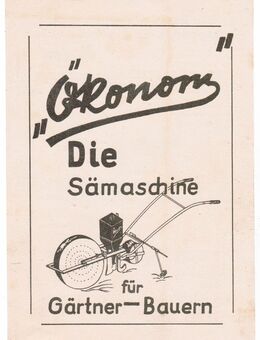 „Ökonom"
Die
Sämaschine
für
Gärtner–Bauern